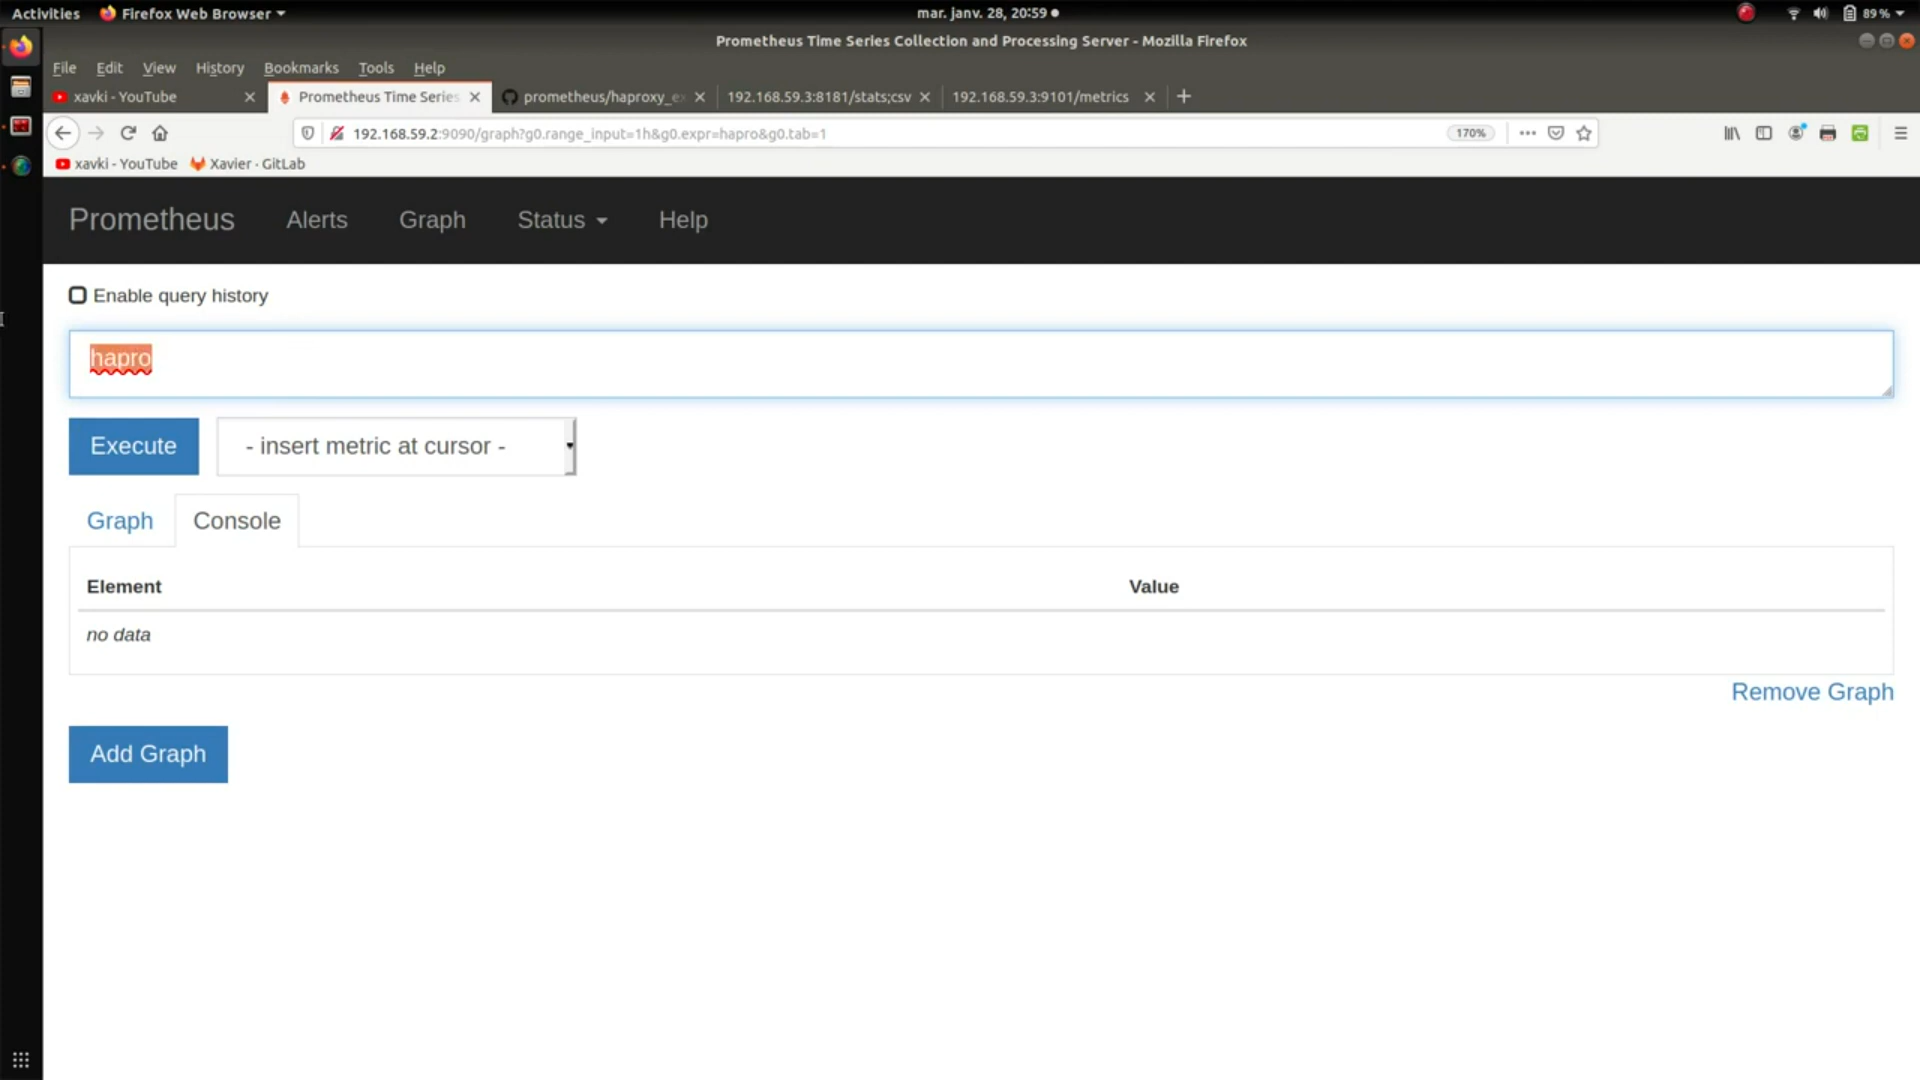 Activities Firefox Web Browser mar. janv. 28, 20:59 89 %
Prometheus Time Series Collection and Processing Server - Mozilla Firefox
File Edit View History Bookmarks Tools Help
xavki - YouTube Prometheus Time Series prometheus/haproxy_e 192.168.59.3:8181/stats;csv 192.168.59.3:9101/metrics
192.168.59.2:9090/graph?g0.range_input=1h&g0.expr=hapro&g0.tab=1 170%
xavki - YouTube Xavier · GitLab
Prometheus Alerts Graph Status Help
Enable query history
hapro
Execute - insert metric at cursor -
Graph Console
Element Value
no data
Remove Graph
Add Graph